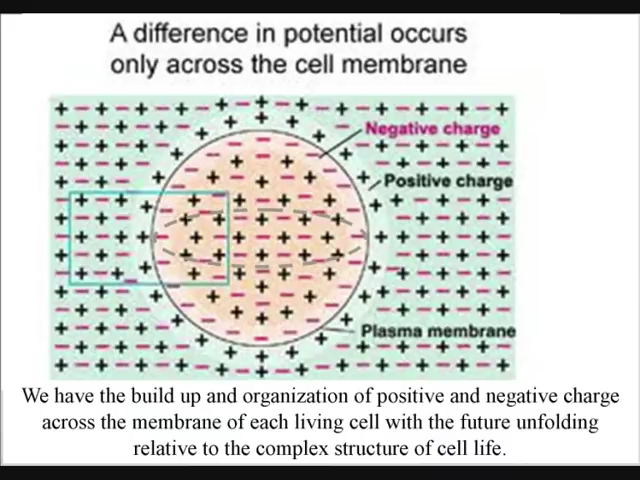 A difference in potential occurs
only across the cell membrane
Negative charge
Positive charge
Plasma membrane
We have the build up and organization of positive and negative charge
across the membrane of each living cell with the future unfolding
relative to the complex structure of cell life.